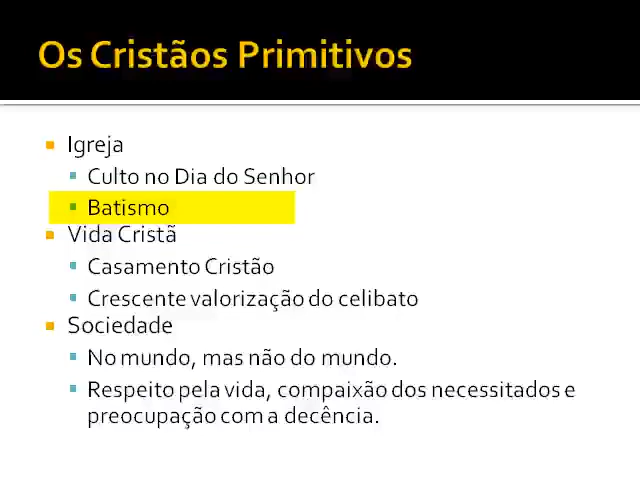 Os Cristãos Primitivos
Igreja
Culto no Dia do Senhor
Batismo
Vida Cristã
Casamento Cristão
Crescente valorização do celibato
Sociedade
No mundo, mas não do mundo.
Respeito pela vida, compaixão dos necessitados e
preocupação com a decência.